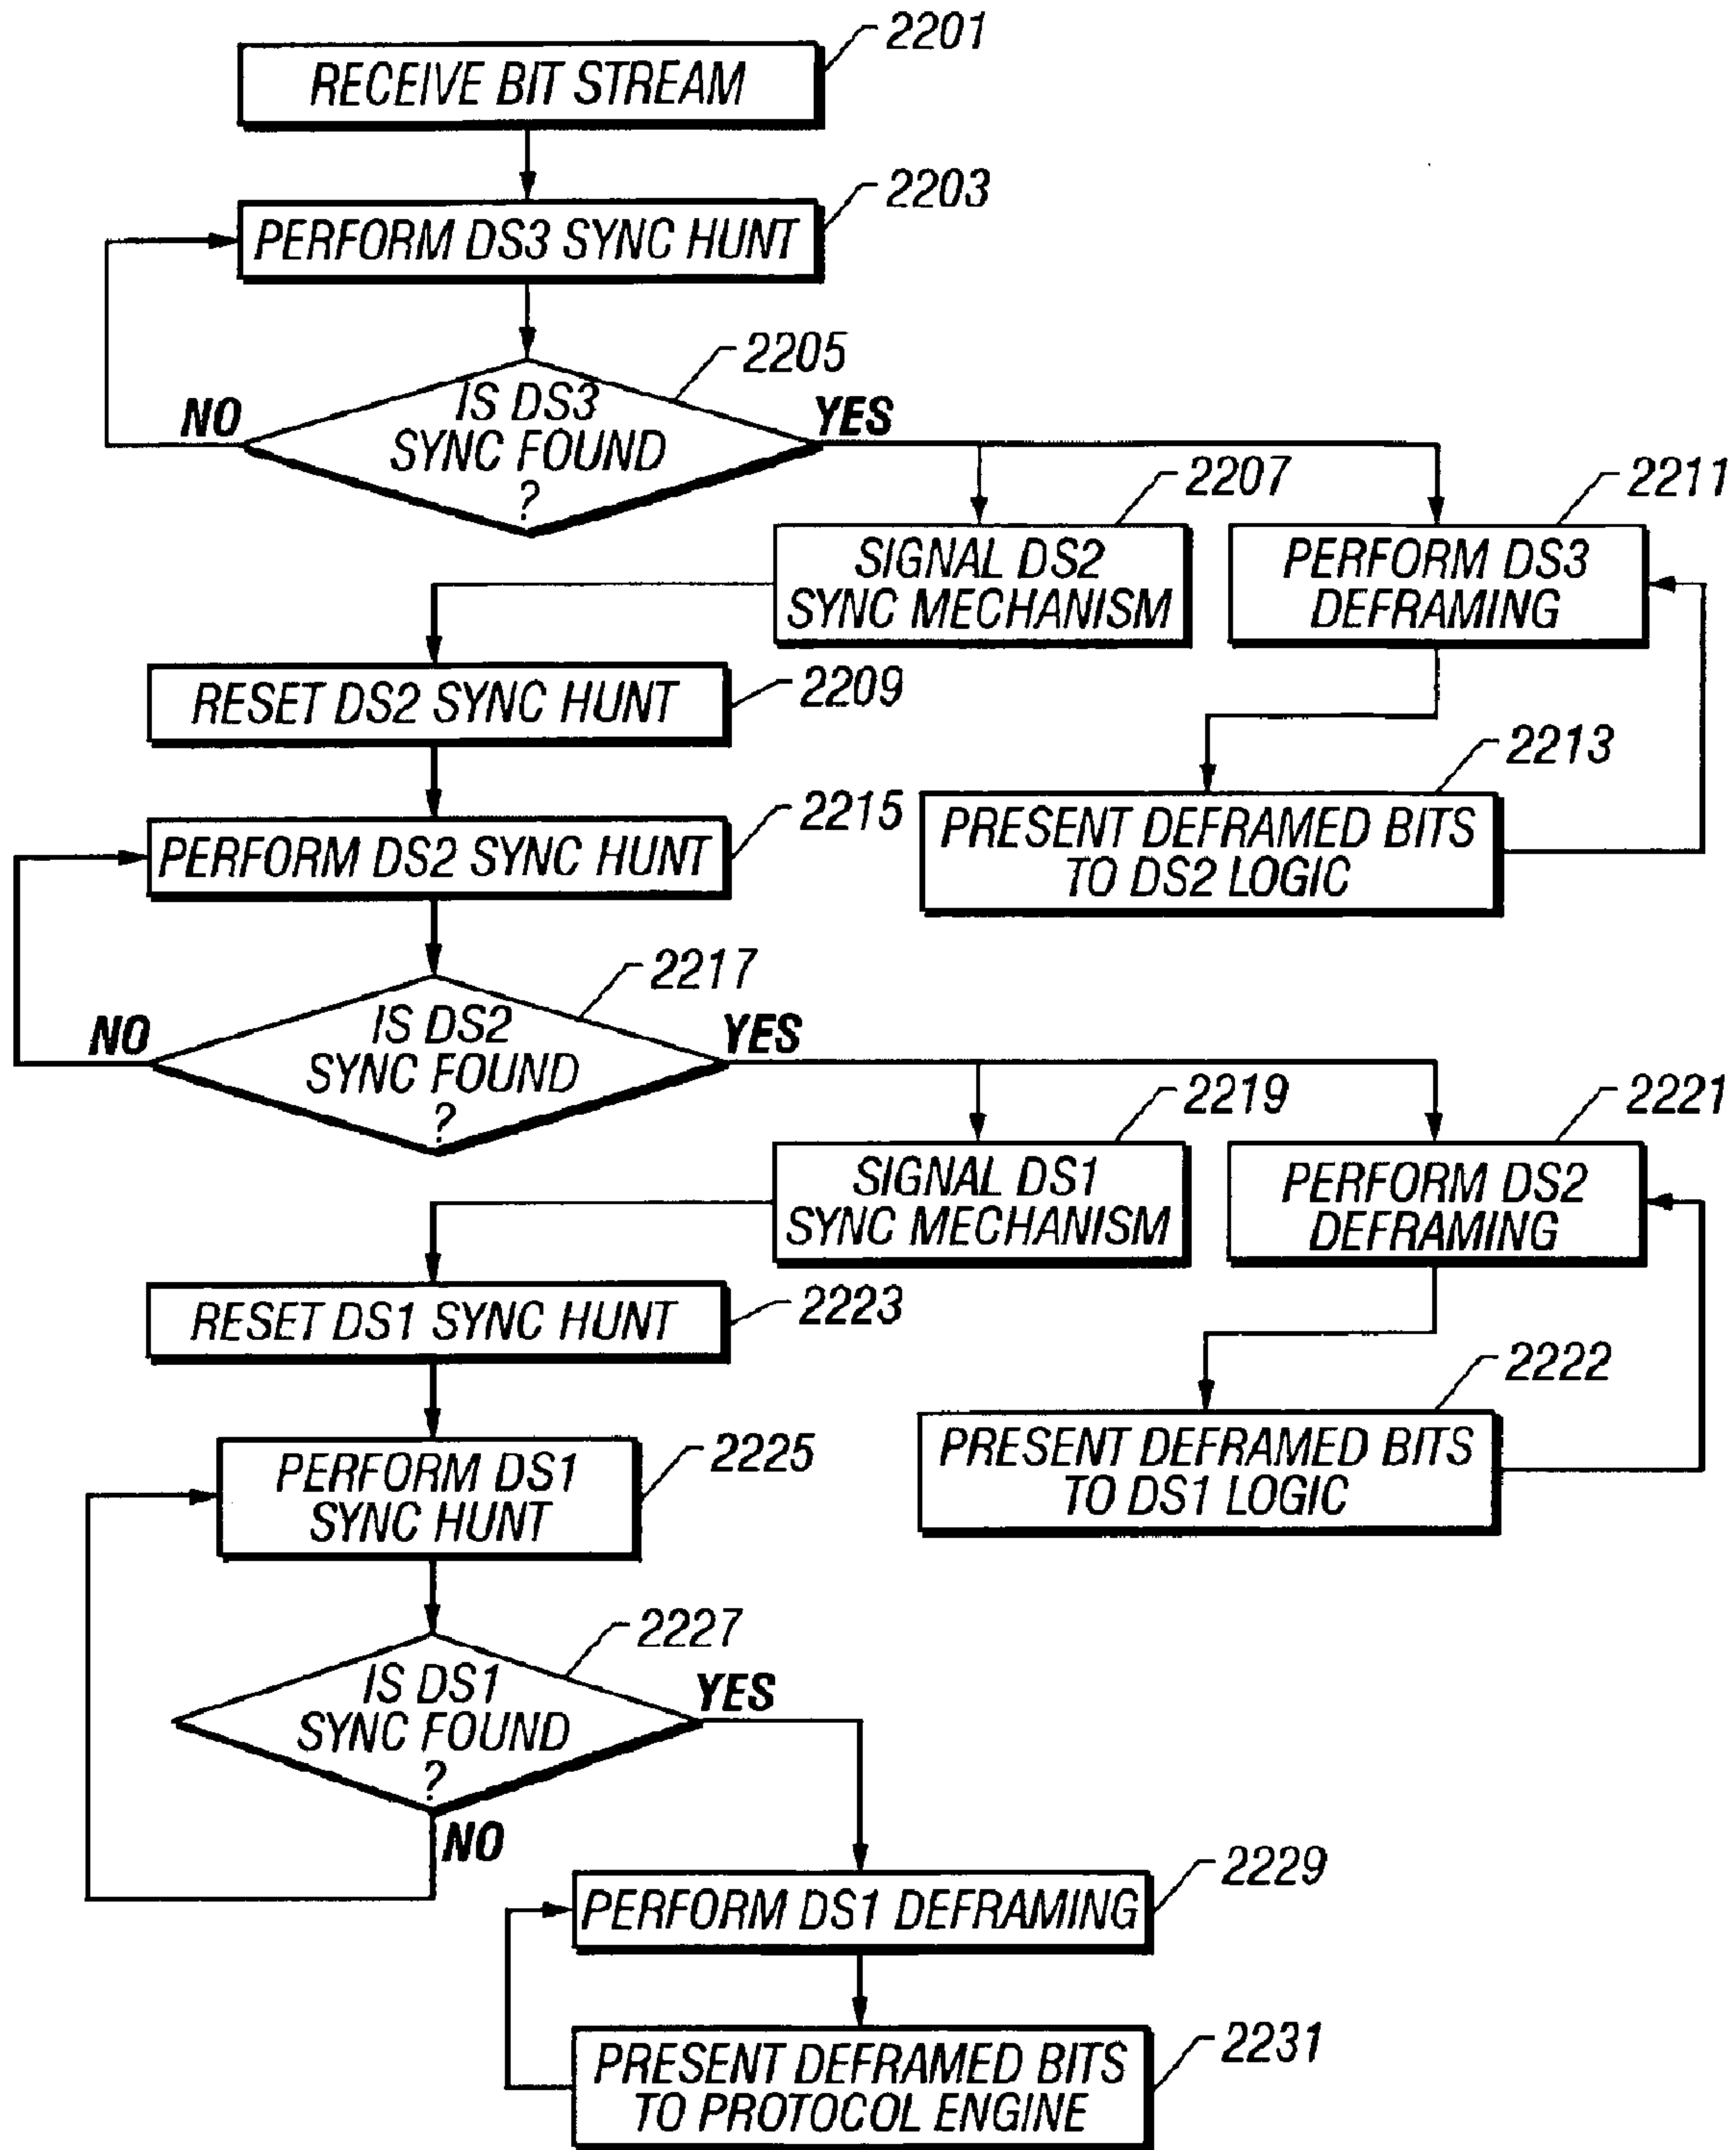 2201
RECEIVE BIT STREAM
2203
PERFORM DS3 SYNC HUNT
2205
IS DS3
SYNC FOUND
?
NO
YES
2207
SIGNAL DS2
SYNC MECHANISM
2211
PERFORM DS3
DEFRAMING
2209
RESET DS2 SYNC HUNT
2213
PRESENT DEFRAMED BITS
TO DS2 LOGIC
2215
PERFORM DS2 SYNC HUNT
2217
IS DS2
SYNC FOUND
?
NO
YES
2219
SIGNAL DS1
SYNC MECHANISM
2221
PERFORM DS2
DEFRAMING
2223
RESET DS1 SYNC HUNT
2222
PRESENT DEFRAMED BITS
TO DS1 LOGIC
2225
PERFORM DS1
SYNC HUNT
2227
IS DS1
SYNC FOUND
?
YES
NO
2229
PERFORM DS1 DEFRAMING
2231
PRESENT DEFRAMED BITS
TO PROTOCOL ENGINE